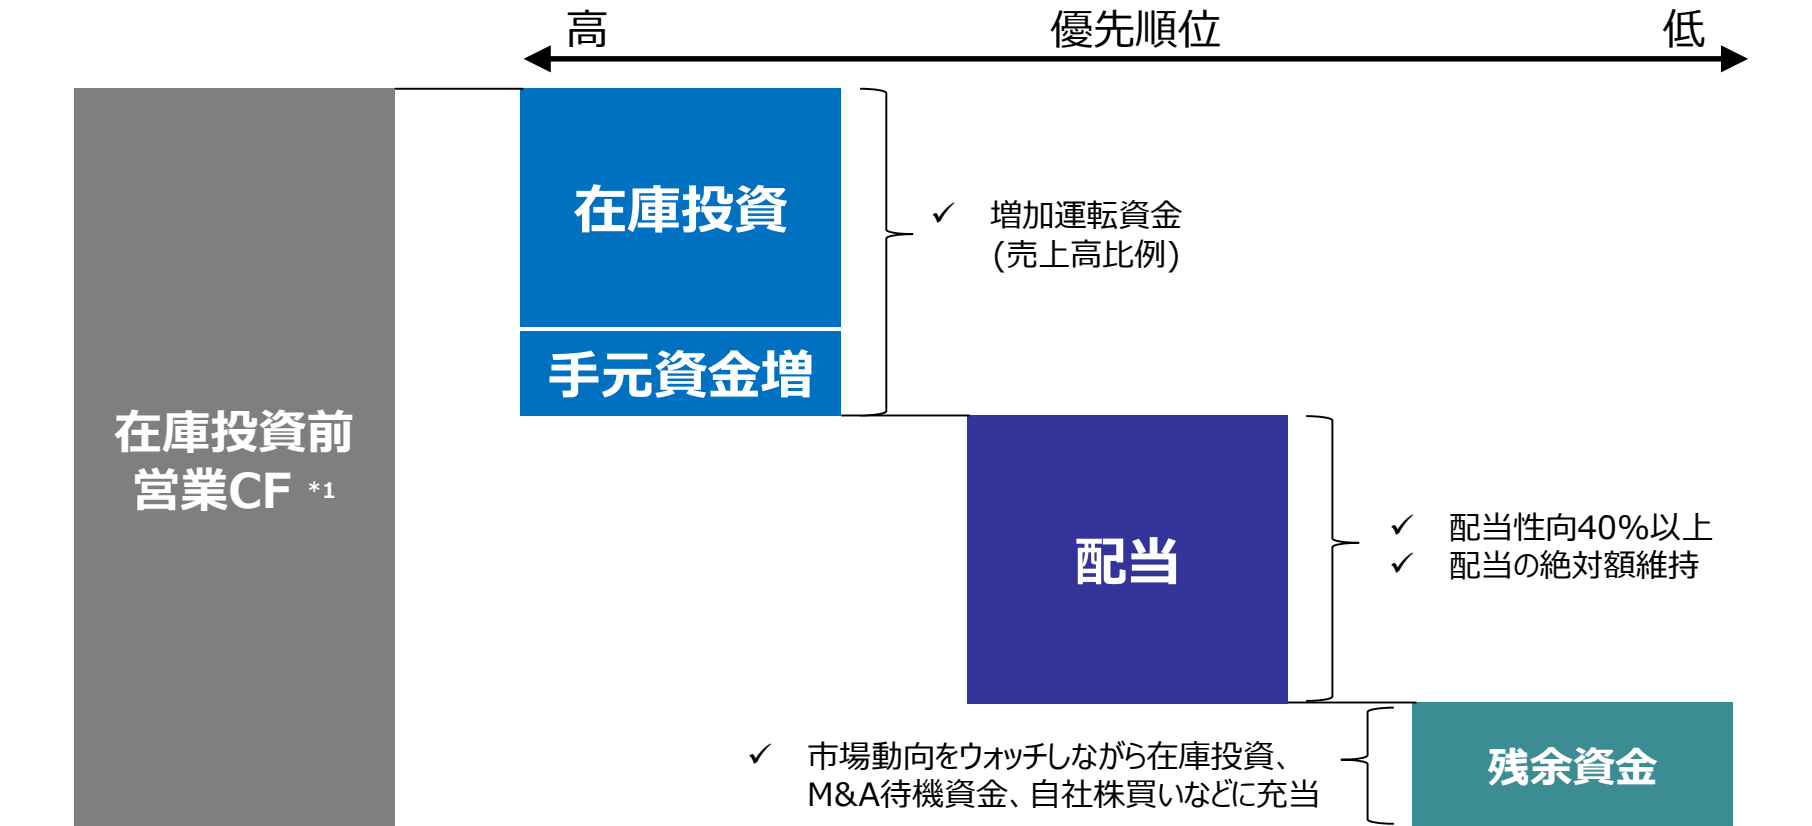 高 優先順位 低
在庫投資
✓ 増加運転資金
(売上高比例)
手元資金増
在庫投資前
営業CF *1
配当
✓ 配当性向40%以上
✓ 配当の絶対額維持
✓ 市場動向をウォッチしながら在庫投資、
M&A待機資金、自社株買いなどに充当
残余資金